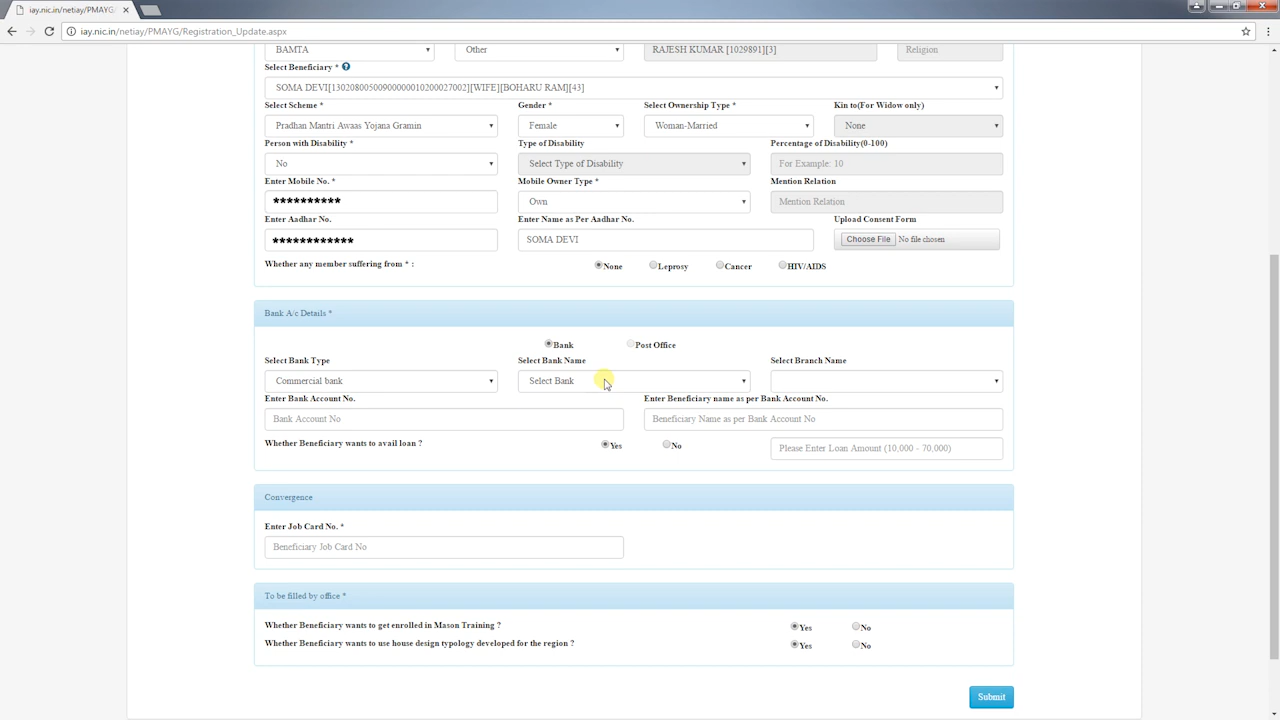 iay.nic.in/netiay/PMAYG/
iay.nic.in/netiay/PMAYG/Registration_Update.aspx
BAMTA Other RAJESH KUMAR [1029891][3] Religion
Select Beneficiary *
SOMA DEVI[1302080050090000010200027002][WIFE][BOHARU RAM][43]
Select Scheme * Gender * Select Ownership Type * Kin to(For Widow only)
Pradhan Mantri Awaas Yojana Gramin Female Woman-Married None
Person with Disability * Type of Disability Percentage of Disability(0-100)
No Select Type of Disability For Example: 10
Enter Mobile No. * Mobile Owner Type * Mention Relation
********** Own Mention Relation
Enter Aadhar No. Enter Name as Per Aadhar No. Upload Consent Form
************ SOMA DEVI Choose File No file chosen
Whether any member suffering from * : None Leprosy Cancer HIV/AIDS
Bank A/c Details *
Bank Post Office
Select Bank Type Select Bank Name Select Branch Name
Commercial bank Select Bank
Enter Bank Account No. Enter Beneficiary name as per Bank Account No.
Bank Account No Beneficiary Name as per Bank Account No
Whether Beneficiary wants to avail loan ? Yes No Please Enter Loan Amount (10,000 - 70,000)
Convergence
Enter Job Card No. *
Beneficiary Job Card No
To be filled by office *
Whether Beneficiary wants to get enrolled in Mason Training ? Yes No
Whether Beneficiary wants to use house design typology developed for the region ? Yes No
Submit